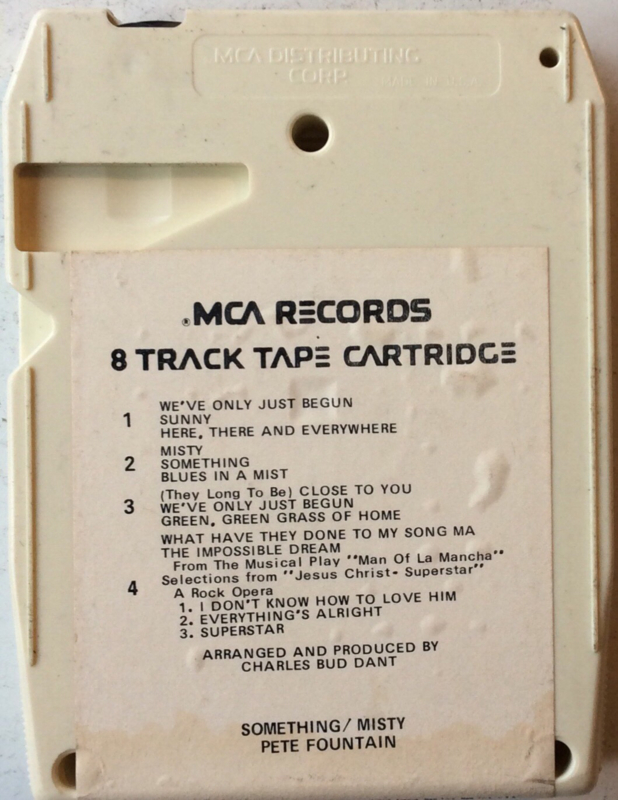 MCA DISTRIBUTING
CORP. MADE IN U.S.A.
®MCA RECORDS
8 TRACK TAPE CARTRIDGE
1
WE'VE ONLY JUST BEGUN
SUNNY
HERE, THERE AND EVERYWHERE
2
MISTY
SOMETHING
BLUES IN A MIST
3
(They Long To Be) CLOSE TO YOU
WE'VE ONLY JUST BEGUN
GREEN, GREEN GRASS OF HOME
4
WHAT HAVE THEY DONE TO MY SONG MA
THE IMPOSSIBLE DREAM
From The Musical Play "Man Of La Mancha"
Selections from "Jesus Christ- Superstar"
A Rock Opera
1. I DON'T KNOW HOW TO LOVE HIM
2. EVERYTHING'S ALRIGHT
3. SUPERSTAR
ARRANGED AND PRODUCED BY
CHARLES BUD DANT
SOMETHING/ MISTY
PETE FOUNTAIN